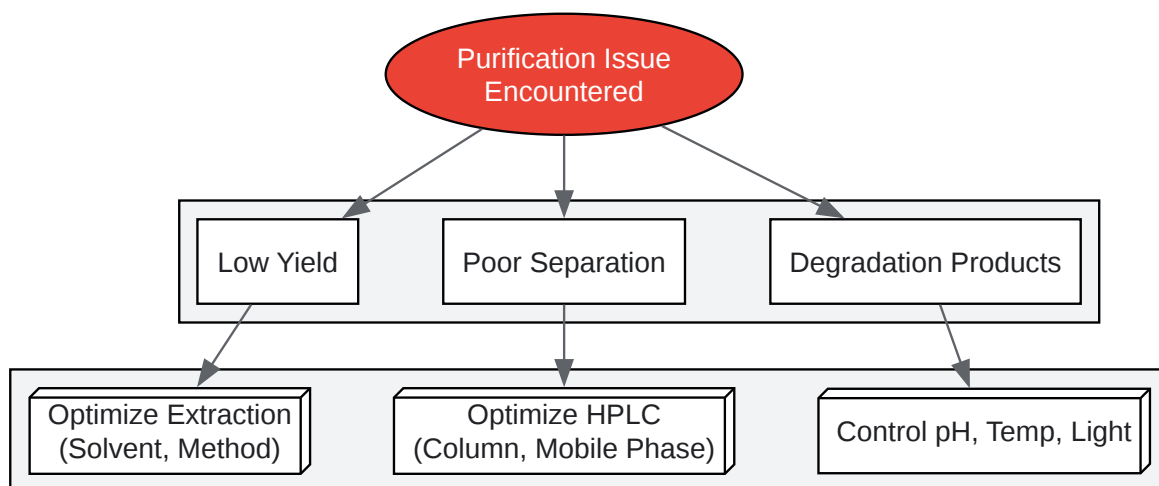 Purification Issue
Encountered
Low Yield
Poor Separation
Degradation Products
Optimize Extraction
(Solvent, Method)
Optimize HPLC
(Column, Mobile Phase)
Control pH, Temp, Light